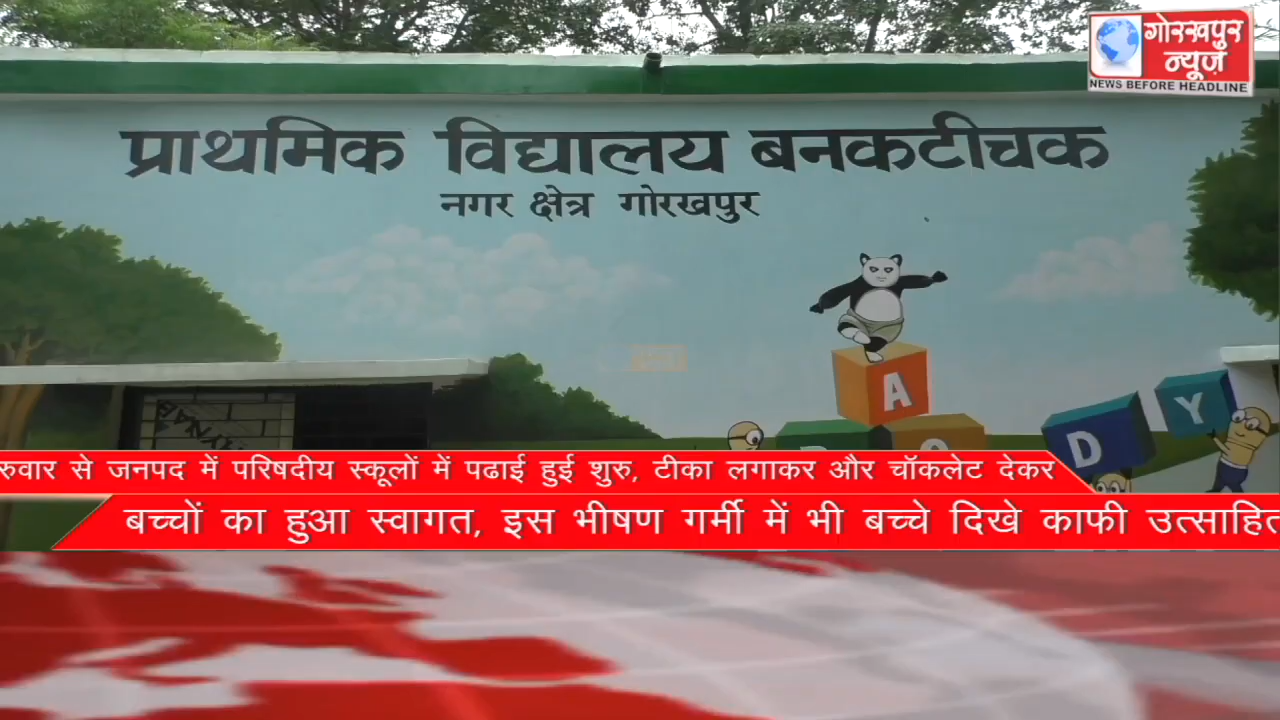 गोरखपुर
न्यूज़
NEWS BEFORE HEADLINE
प्राथमिक विद्यालय बनकटीचक
नगर क्षेत्र गोरखपुर
A
D
Y
रुवार से जनपद में परिषदीय स्कूलों में पढाई हुई शुरु, टीका लगाकर और चॉकलेट देकर
बच्चों का हुआ स्वागत, इस भीषण गर्मी में भी बच्चे दिखे काफी उत्साहित